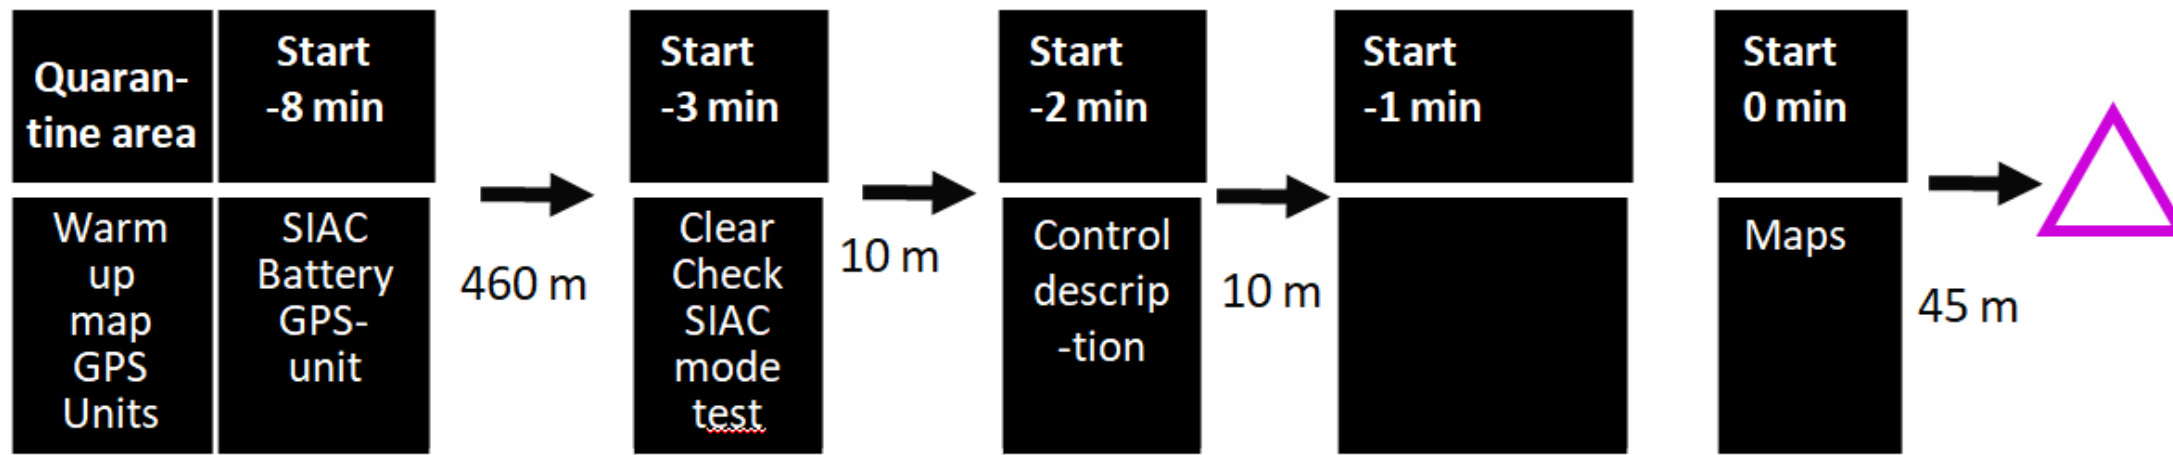 Quaran-
tine area
Start
-8 min
Start
-3 min
Start
-2 min
Start
-1 min
Start
0 min
Warm
up
map
GPS
Units
SIAC
Battery
GPS-
unit
460 m
Clear
Check
SIAC
mode
test
10 m
Control
descrip
-tion
10 m
Maps
45 m